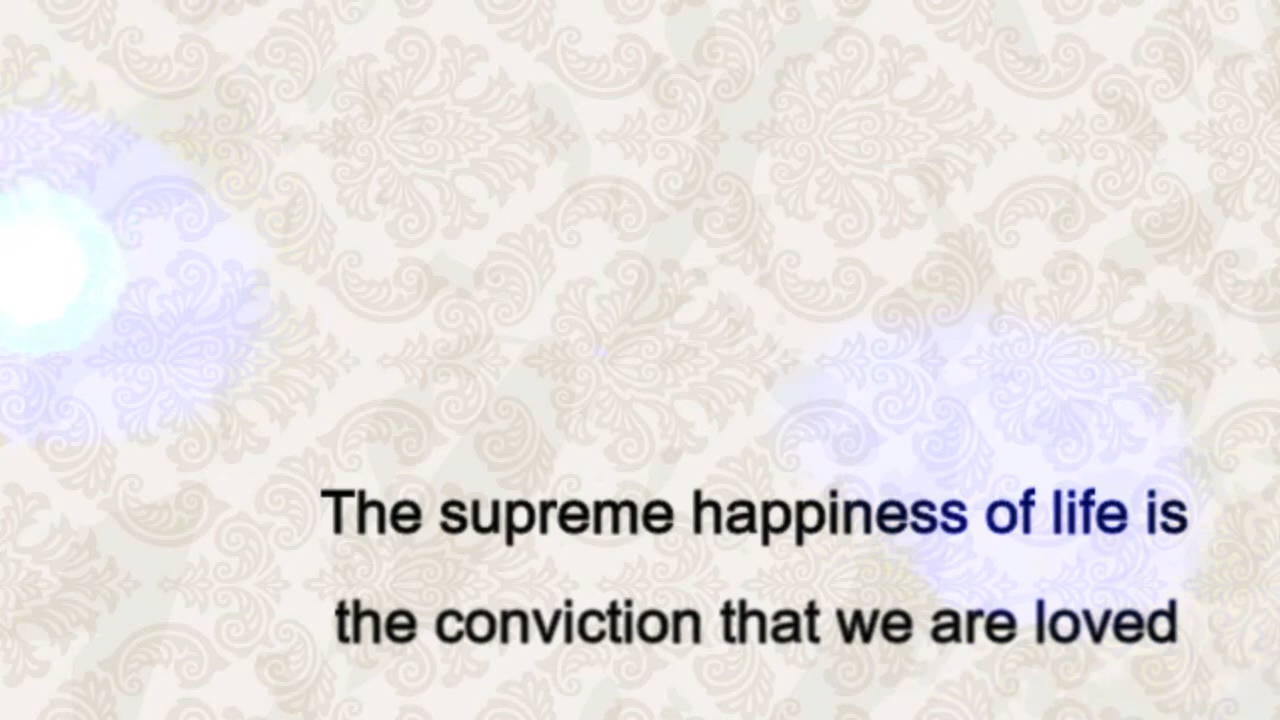 The supreme happiness of life is
the conviction that we are loved